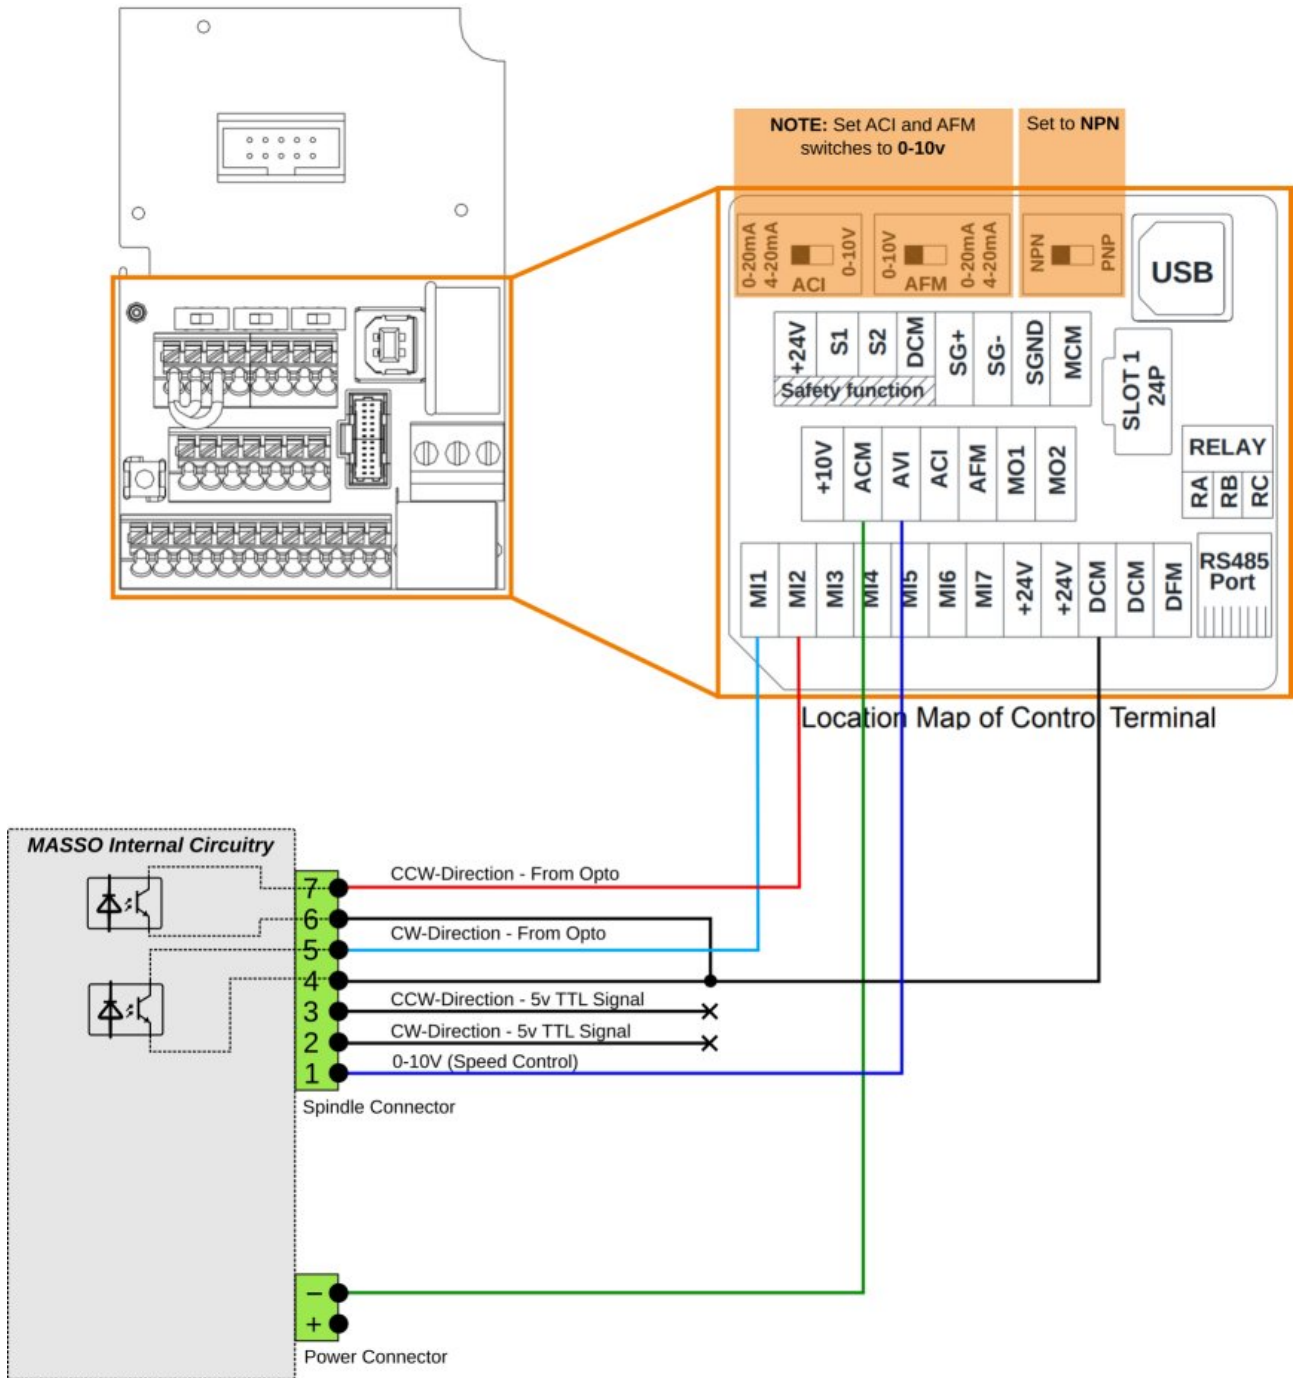 NOTE: Set ACI and AFM
switches to 0-10v
Set to NPN
0-20mA
4-20mA
0-10V
ACI
0-10V
0-20mA
4-20mA
AFM
NPN
PNP
USB
+24V
S1
S2
DCM
SG+
SG-
SGND
MCM
Safety function
SLOT 1
24P
+10V
ACM
AVI
ACI
AFM
MO1
MO2
RELAY
RA
RB
RC
MI1
MI2
MI3
MI4
MI5
MI6
MI7
+24V
+24V
DCM
DCM
DFM
RS485
Port
Location Map of Control Terminal
MASSO Internal Circuitry
7
CCW-Direction - From Opto
6
5
CW-Direction - From Opto
4
3
CCW-Direction - 5v TTL Signal
2
CW-Direction - 5v TTL Signal
1
0-10V (Speed Control)
Spindle Connector
−
+
Power Connector